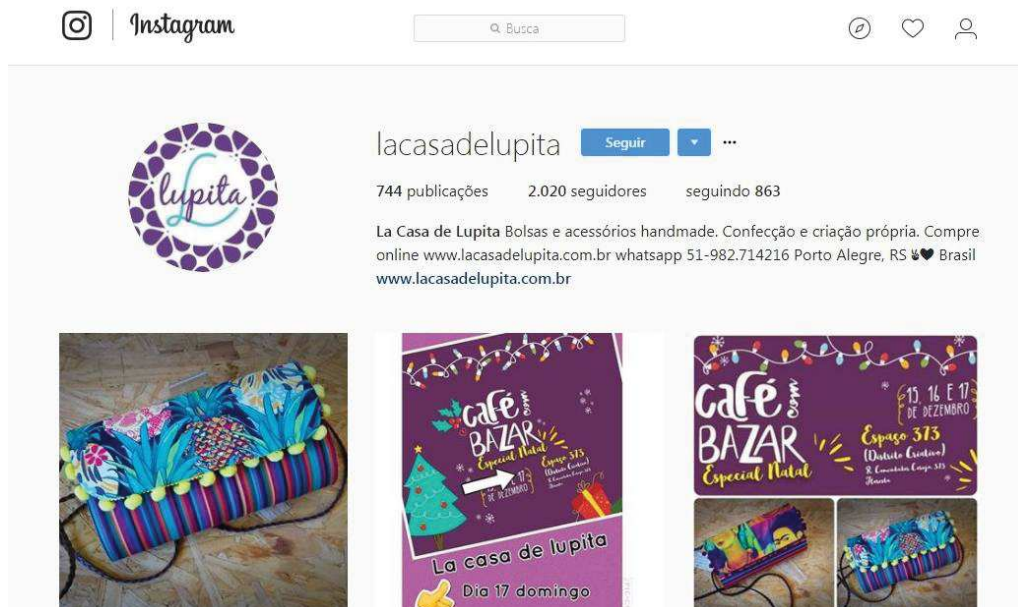 Instagram
Busca
lupita
lacasadelupita Seguir
744 publicações 2.020 seguidores seguindo 863
La Casa de Lupita Bolsas e acessórios handmade. Confecção e criação própria. Compre
online www.lacasadelupita.com.br whatsapp 51-982.714216 Porto Alegre, RS Brasil
www.lacasadelupita.com.br
café com
BAZAR
Especial Natal
Espaço 373
(Distrito Criativo)
E 17
DE DEZEMBRO
La casa de lupita
Dia 17 domingo
café com
BAZAR
Especial Natal
15, 16 E 17
DE DEZEMBRO
Espaço 373
(Distrito Criativo)